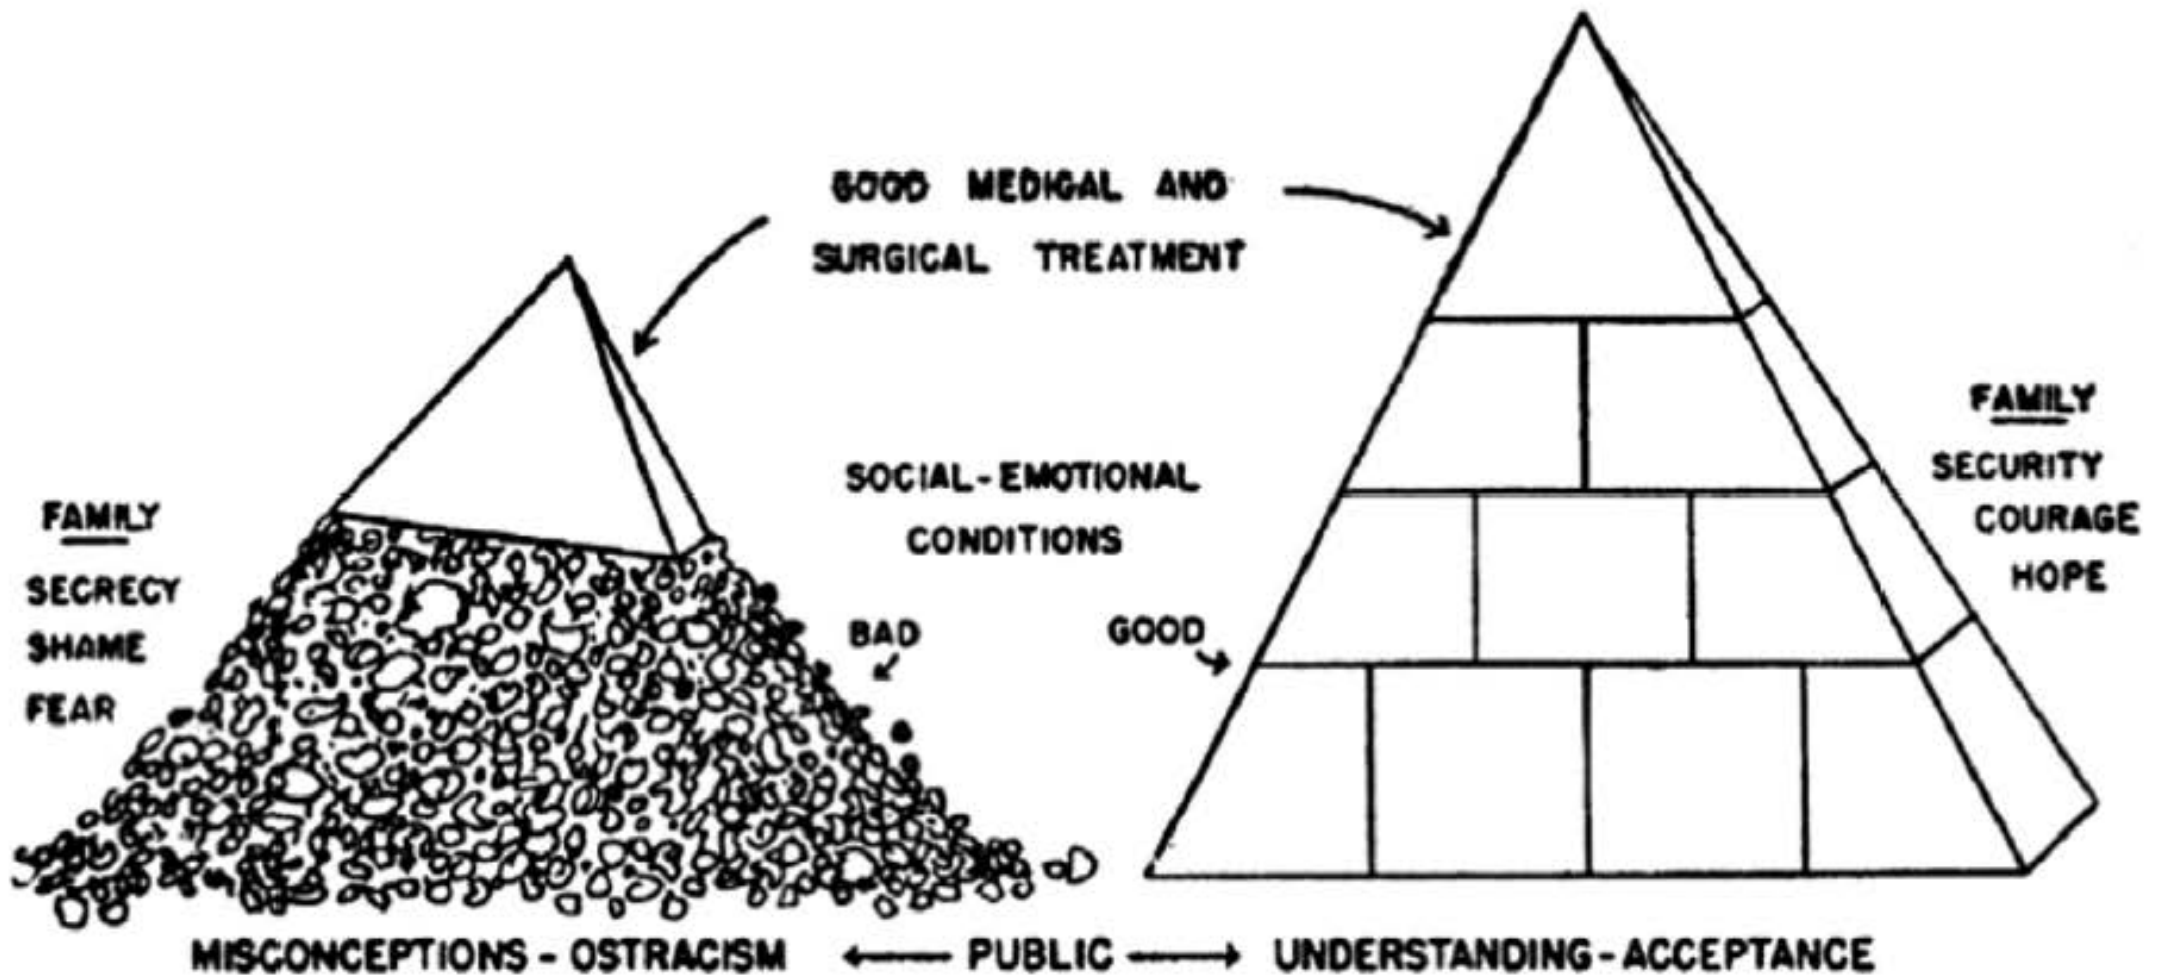 GOOD MEDICAL AND
SURGICAL TREATMENT
FAMILY
SECURITY
COURAGE
HOPE
SOCIAL-EMOTIONAL
CONDITIONS
FAMILY
SECRECY
SHAME
FEAR
BAD
GOOD
MISCONCEPTIONS - OSTRACISM ← PUBLIC → UNDERSTANDING - ACCEPTANCE